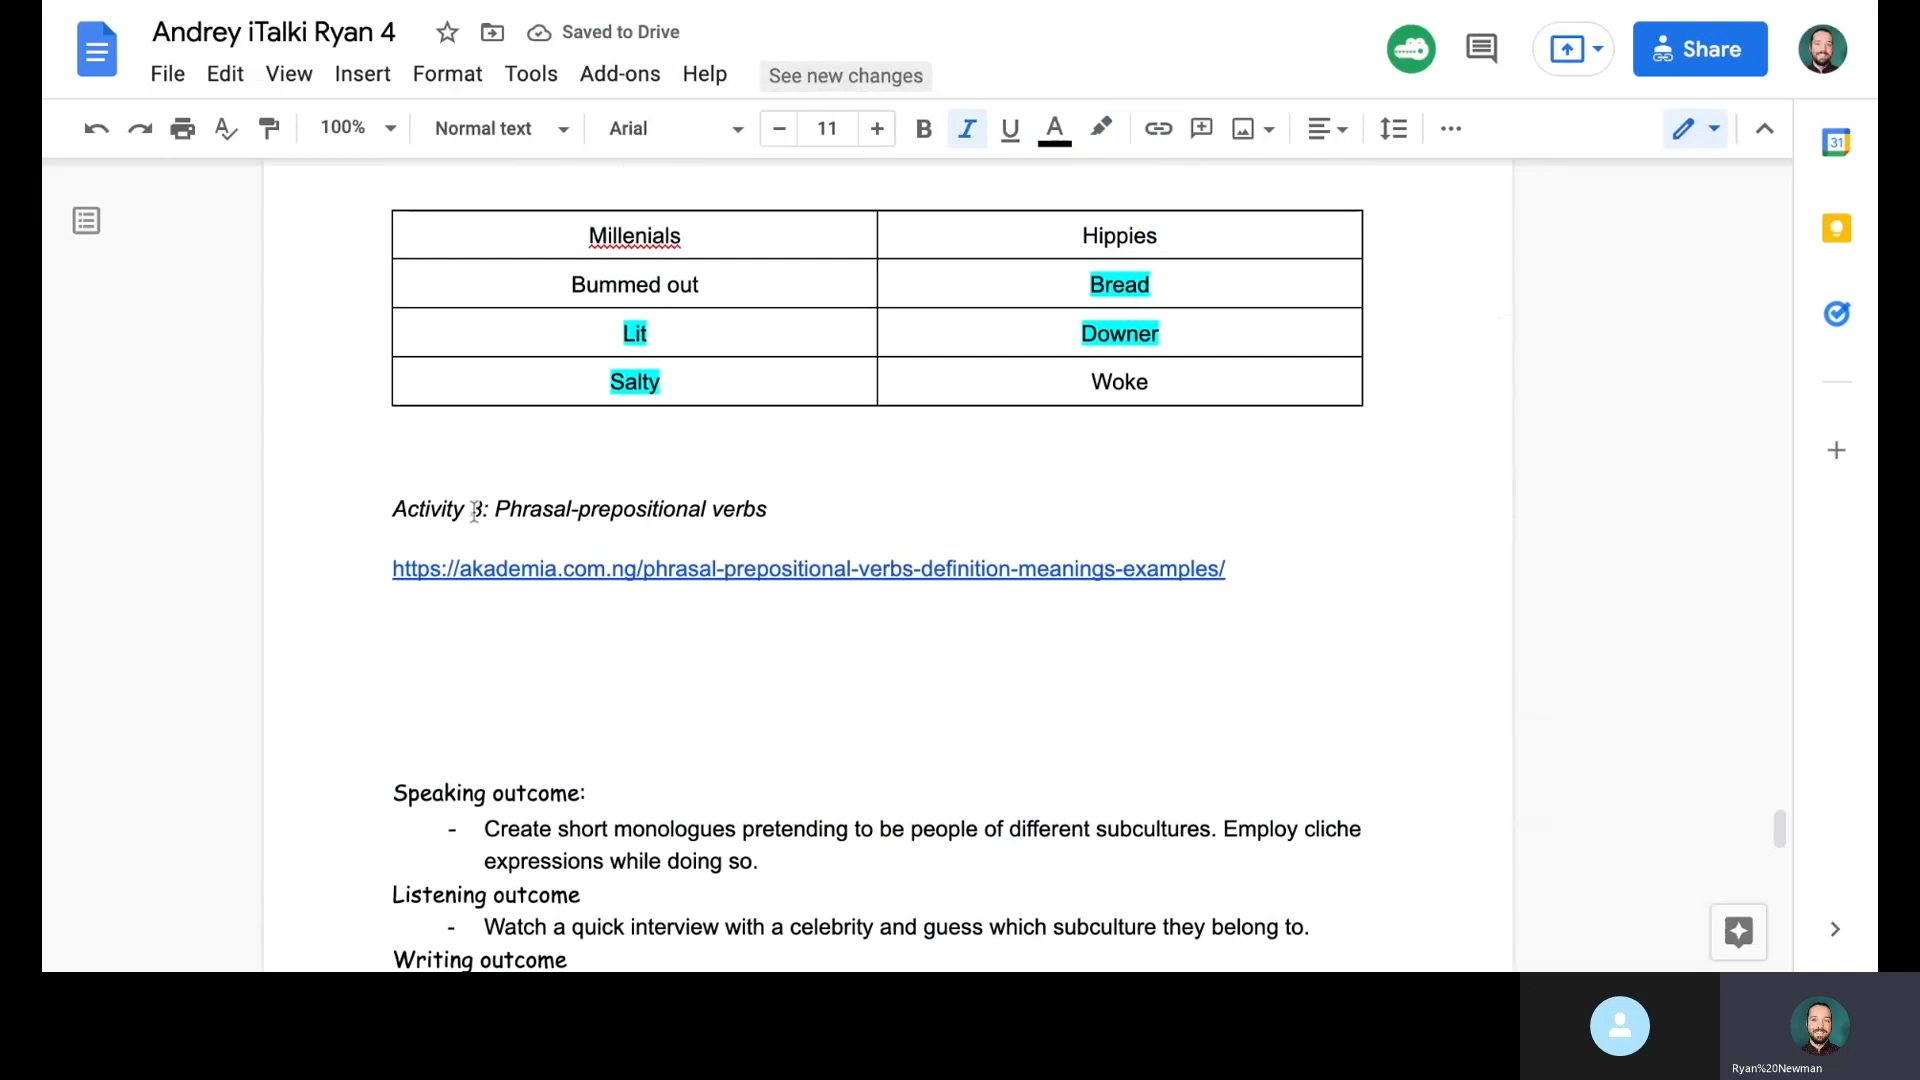 Andrey iTalki Ryan 4
Saved to Drive
Share
File Edit View Insert Format Tools Add-ons Help
See new changes
100% Normal text Arial 11 B I U A
31
Millenials Hippies
Bummed out Bread
Lit Downer
Salty Woke
Activity 3: Phrasal-prepositional verbs
https://akademia.com.ng/phrasal-prepositional-verbs-definition-meanings-examples/
Speaking outcome:
- Create short monologues pretending to be people of different subcultures. Employ cliche
expressions while doing so.
Listening outcome
- Watch a quick interview with a celebrity and guess which subculture they belong to.
Writing outcome
Ryan%20Newman